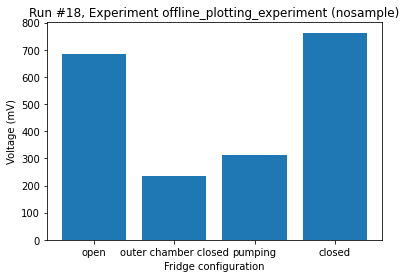 Run #18, Experiment offline_plotting_experiment (nosample)
800
700
600
500
400
300
200
100
0
Voltage (mV)
open outer chamber closed pumping closed
Fridge configuration